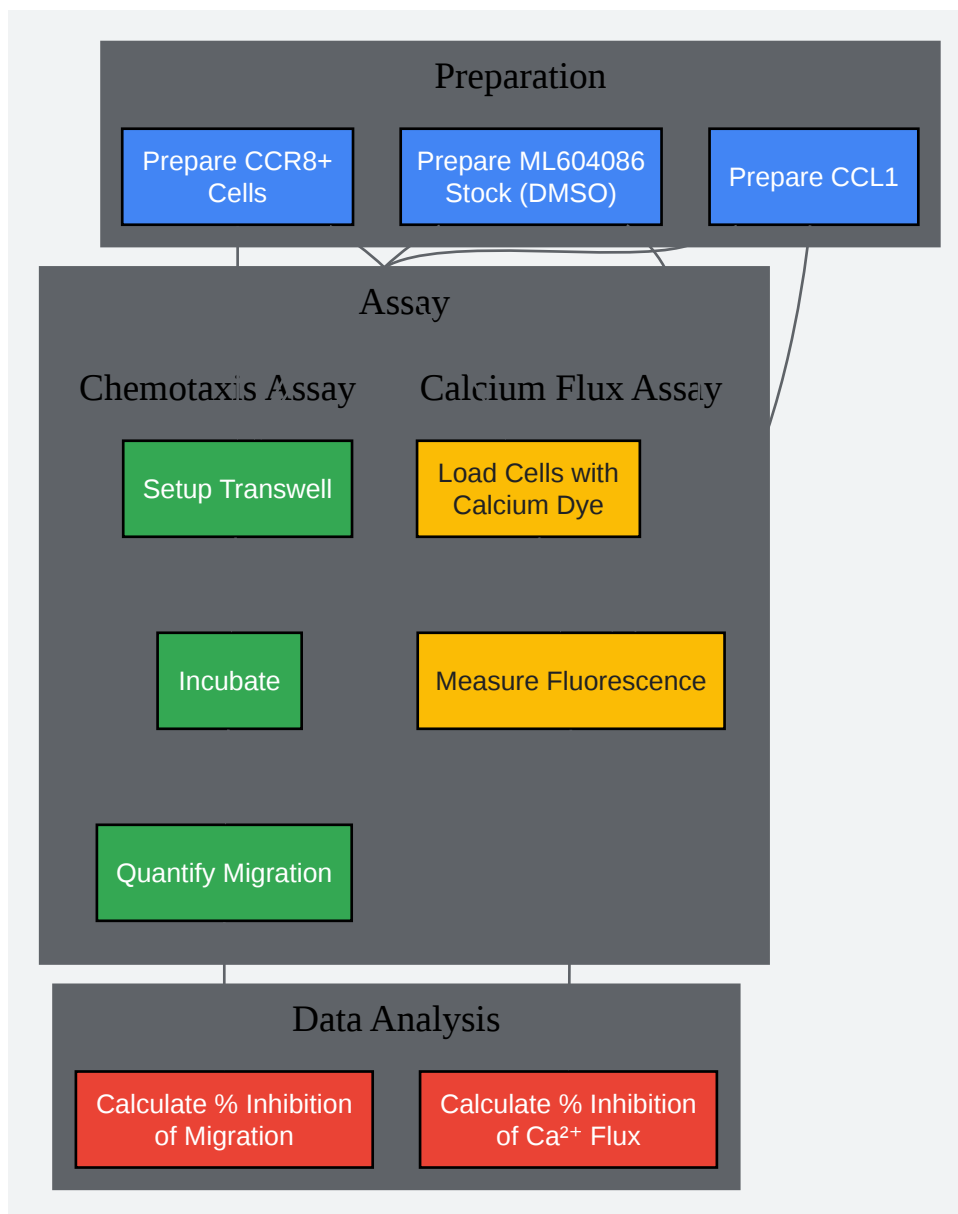 Preparation
Prepare CCR8+
Cells
Prepare ML604086
Stock (DMSO)
Prepare CCL1
Assay
Chemotaxis Assay
Calcium Flux Assay
Setup Transwell
Load Cells with
Calcium Dye
Incubate
Measure Fluorescence
Quantify Migration
Data Analysis
Calculate % Inhibition
of Migration
Calculate % Inhibition
of Ca²⁺ Flux